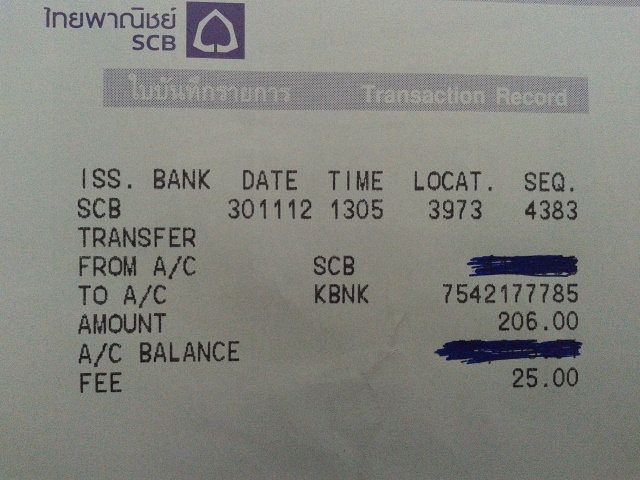 ไทยพาณิชย์
SCB
ใบบันทึกรายการ Transaction Record
ISS. BANK DATE TIME LOCAT. SEQ.
SCB 301112 1305 3973 4383
TRANSFER
FROM A/C SCB
TO A/C KBNK 7542177785
AMOUNT 206.00
A/C BALANCE
FEE 25.00